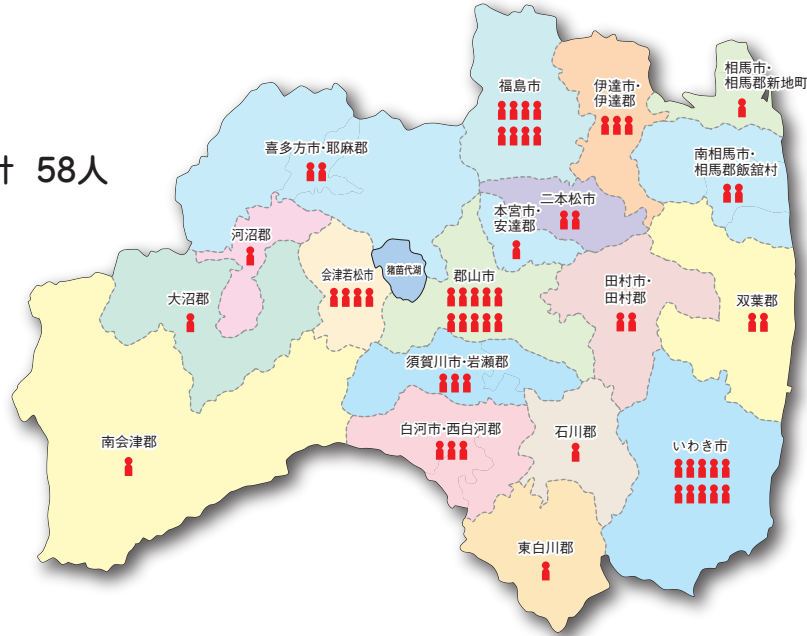 計 58人
福島市
伊達市・
伊達郡
相馬市・
相馬郡新地町
喜多方市・耶麻郡
南相馬市・
相馬郡飯舘村
二本松市
本宮市・
安達郡
河沼郡
会津若松市
猪苗代湖
郡山市
田村市・
田村郡
双葉郡
大沼郡
須賀川市・岩瀬郡
白河市・西白河郡
石川郡
いわき市
南会津郡
東白川郡